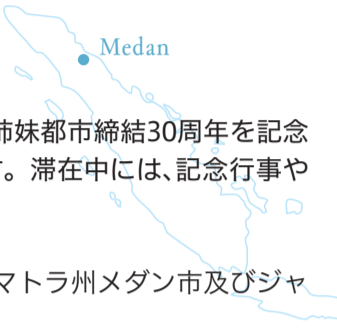 Medan
姉妹都市締結30周年を記念
。滞在中には、記念行事や
マトラ州メダン市及びジャ